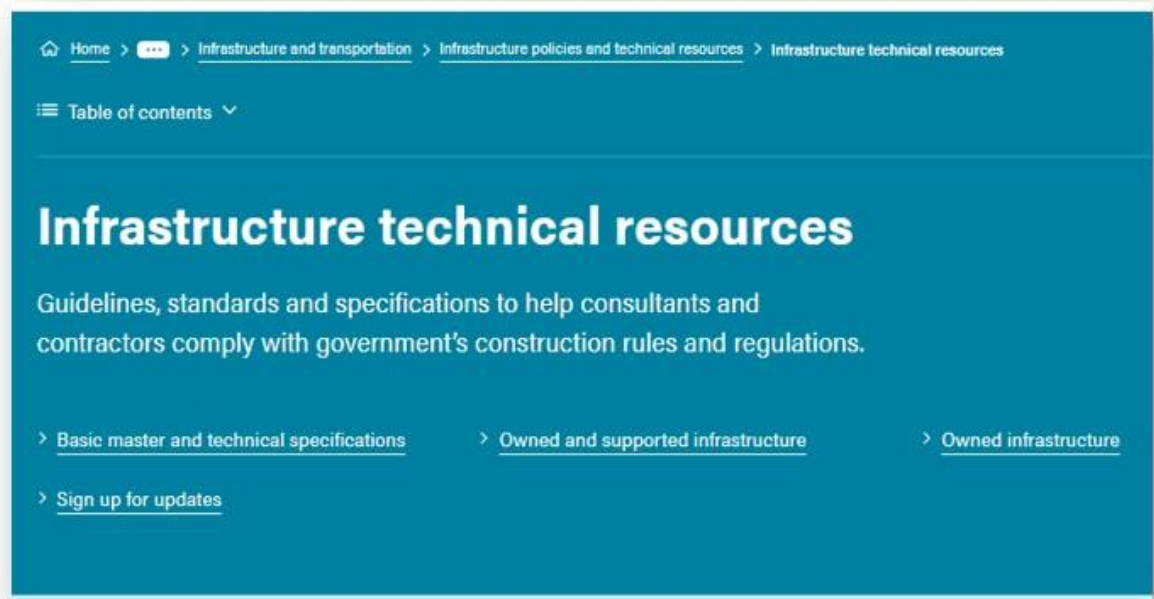 Home > ... > Infrastructure and transportation > Infrastructure policies and technical resources > Infrastructure technical resources
Table of contents
Infrastructure technical resources
Guidelines, standards and specifications to help consultants and
contractors comply with government's construction rules and regulations.
> Basic master and technical specifications > Owned and supported infrastructure > Owned infrastructure
> Sign up for updates